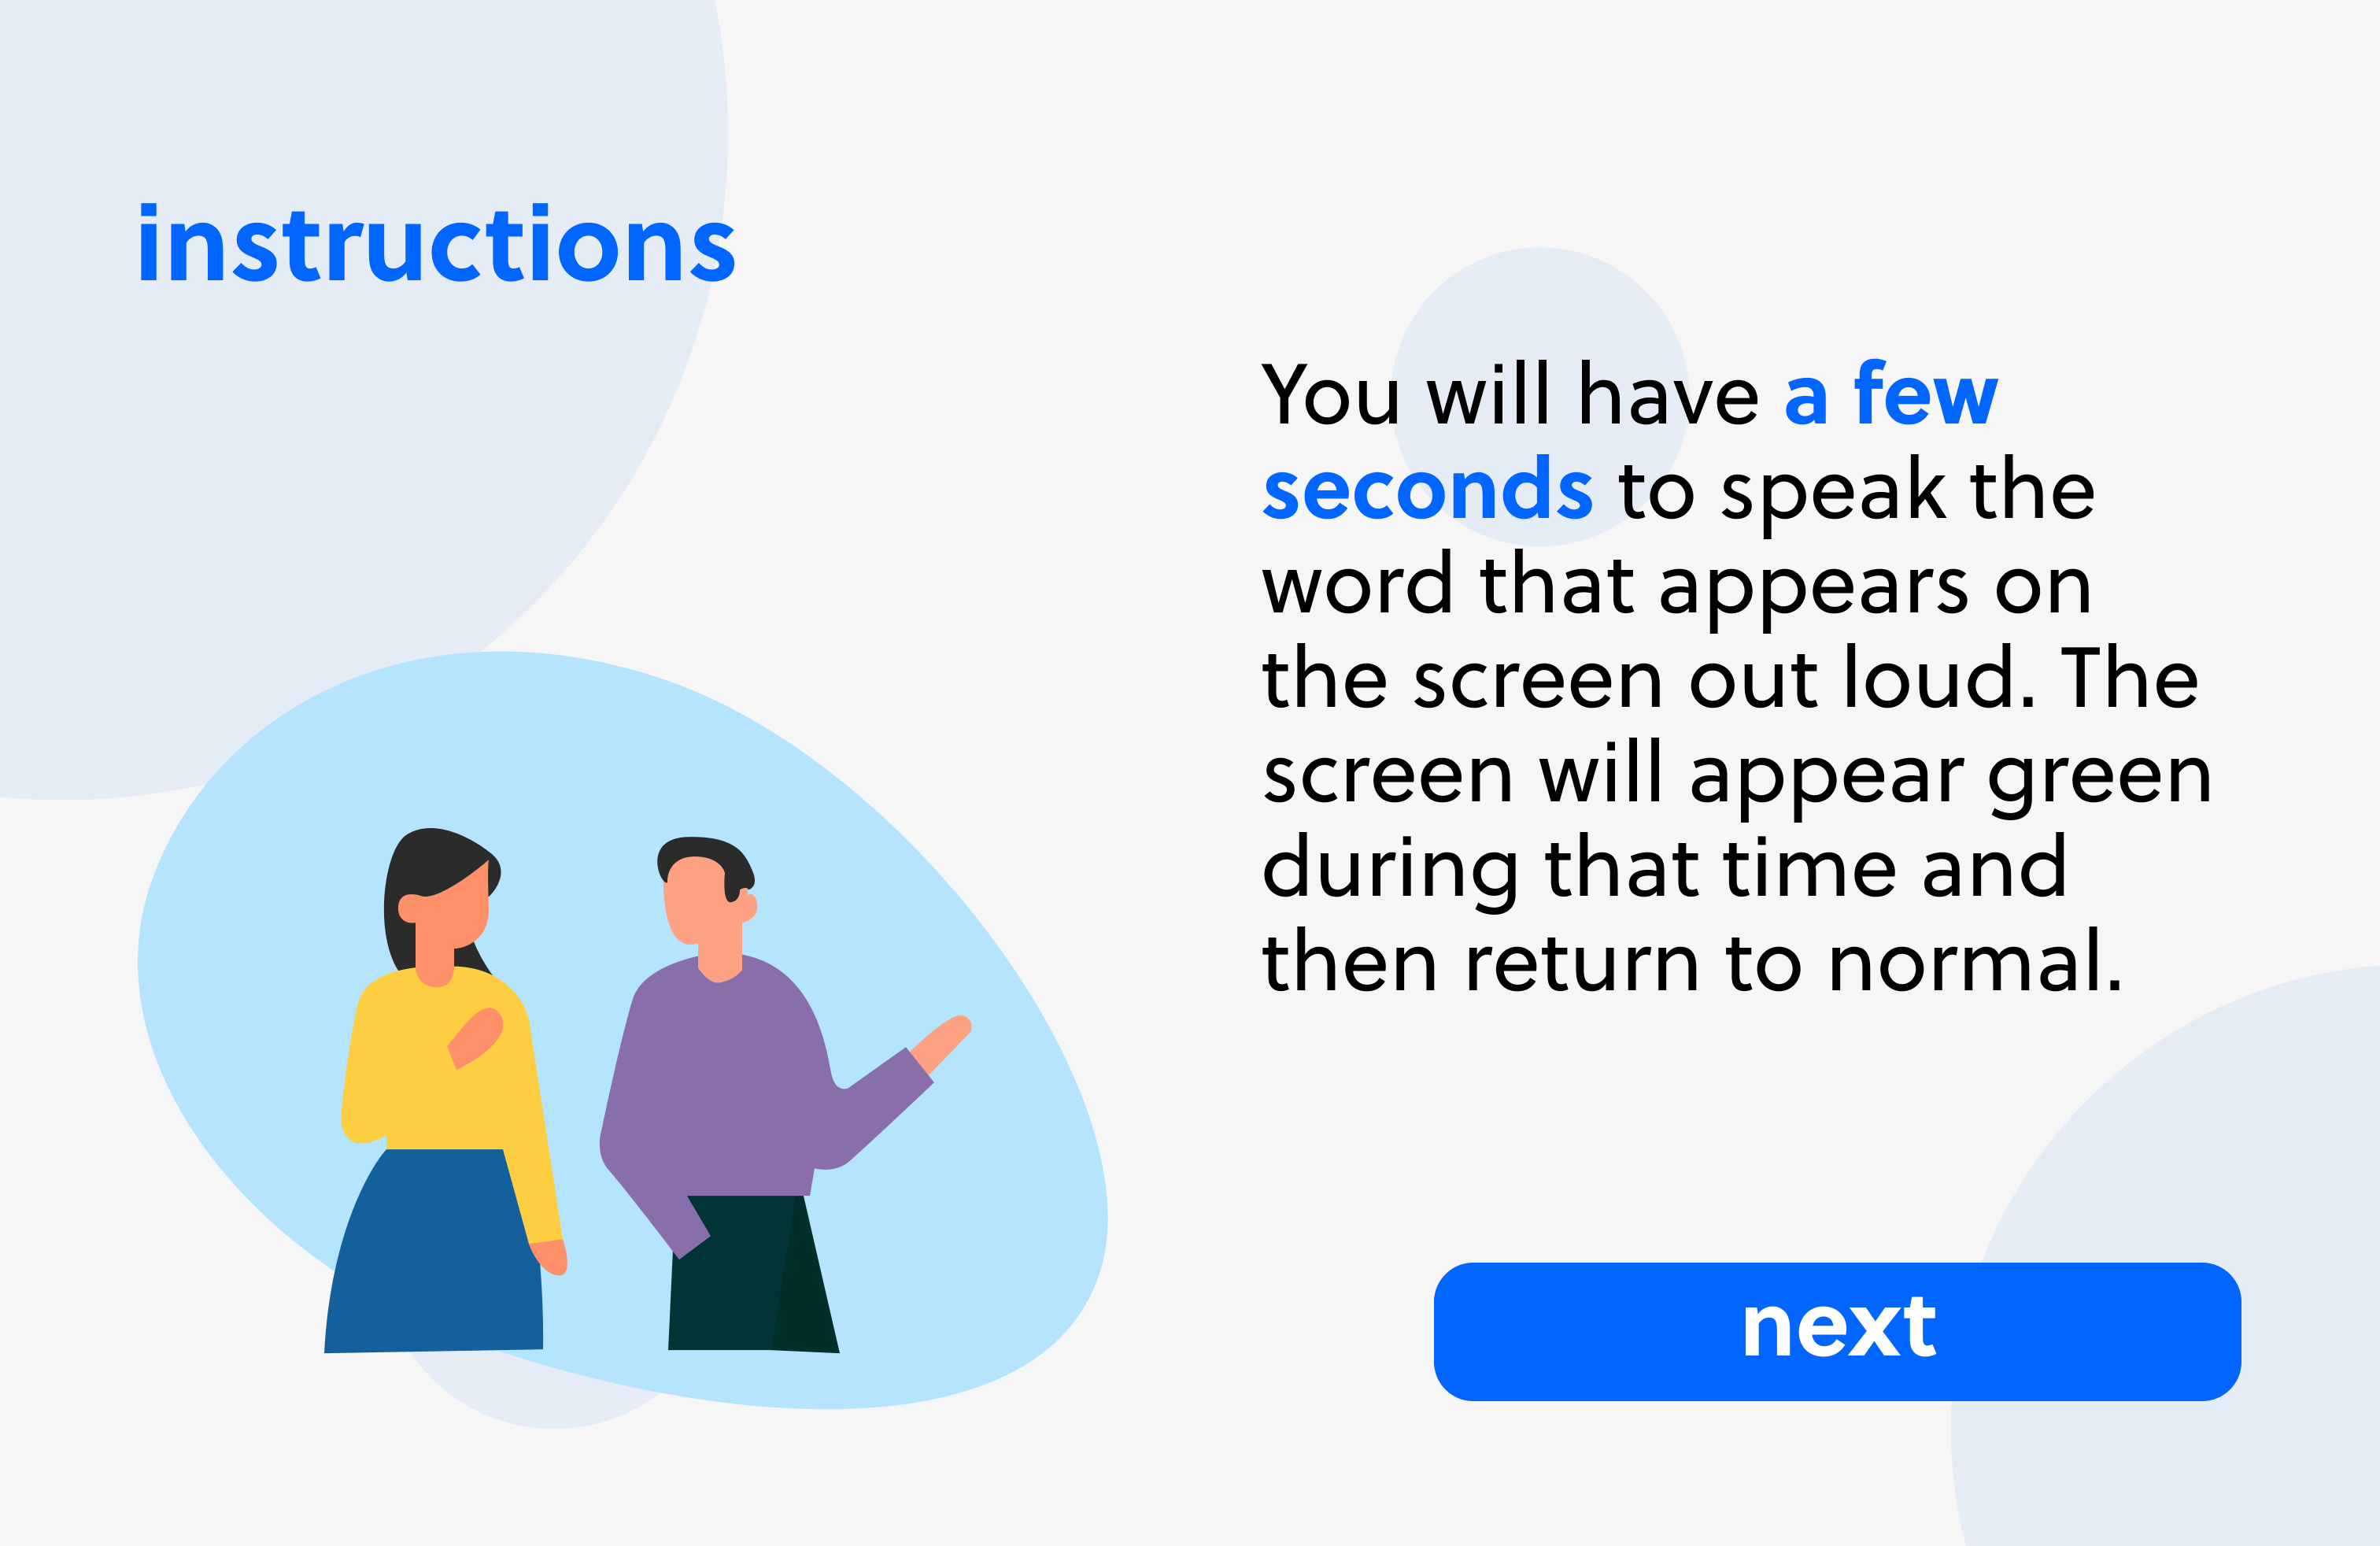 instructions
You will have a few
seconds to speak the
word that appears on
the screen out loud. The
screen will appear green
during that time and
then return to normal.
next